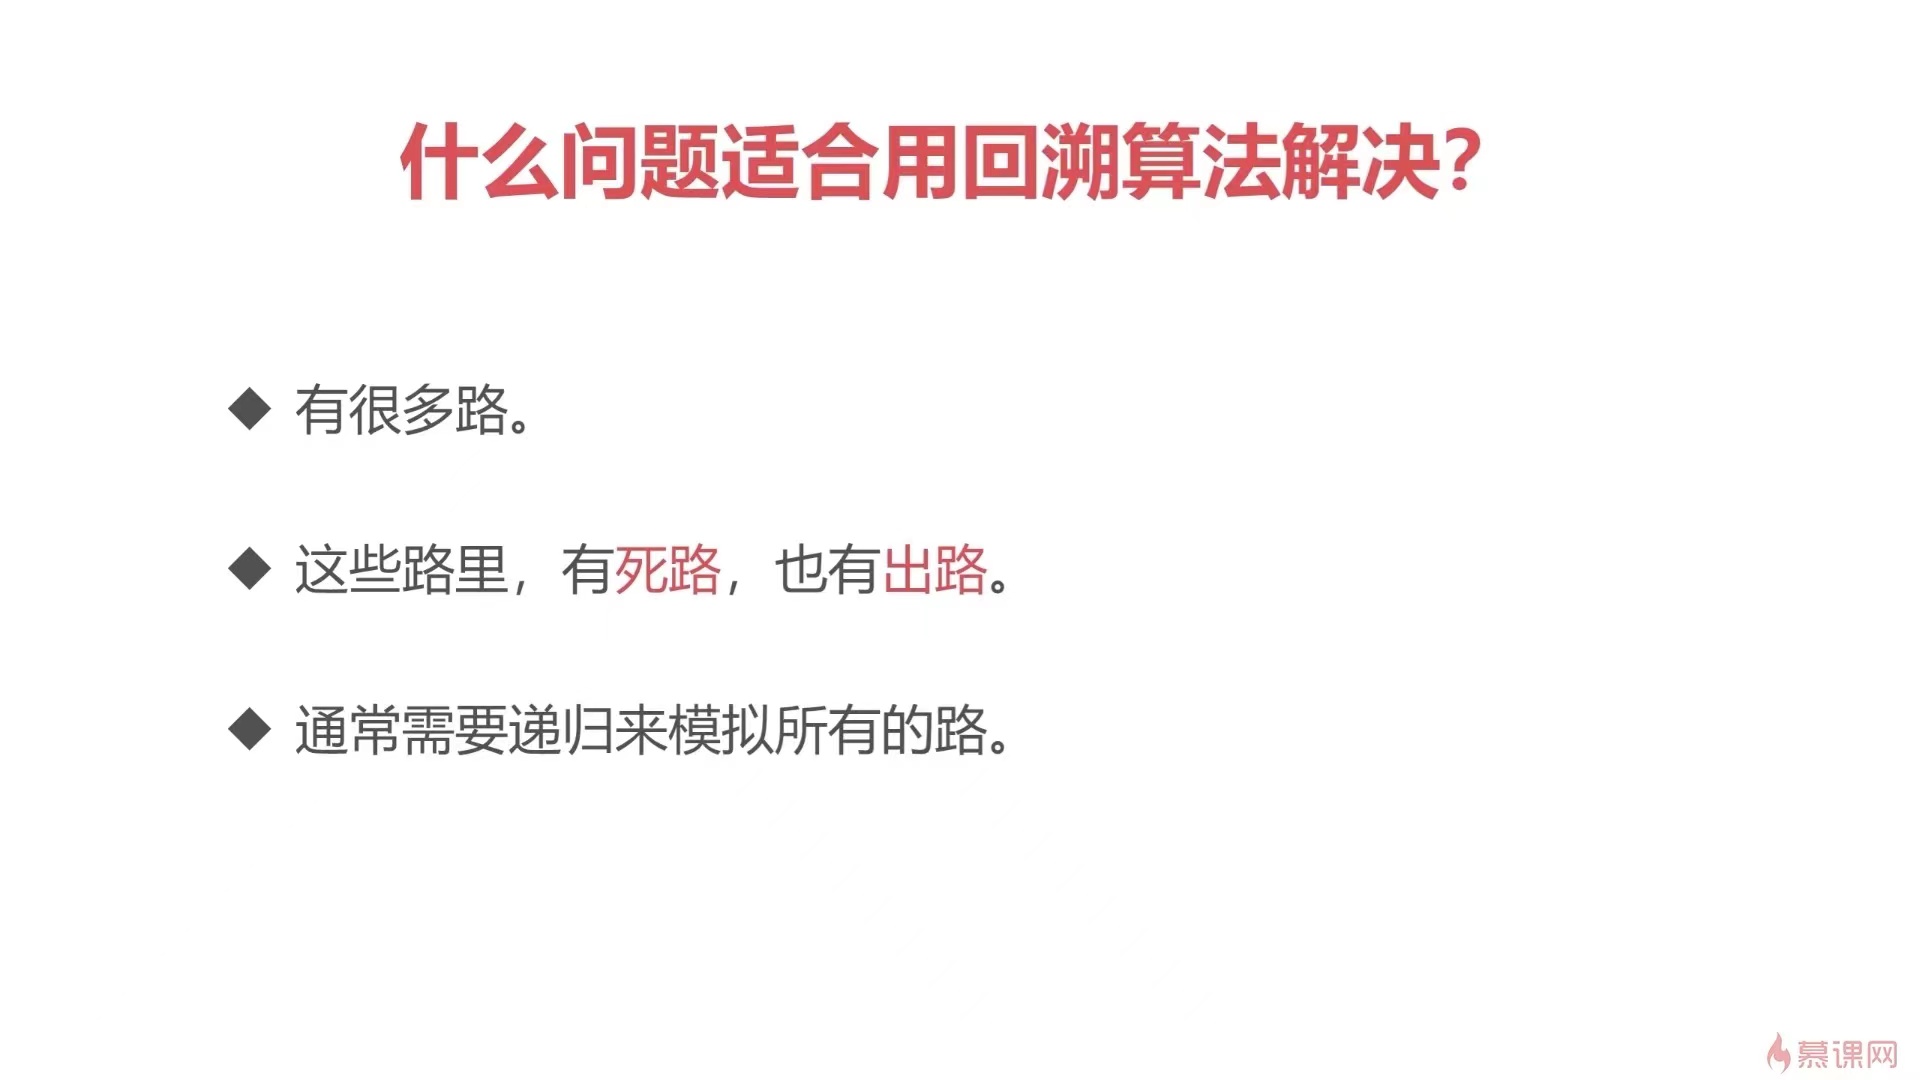 什么问题适合用回溯算法解决?
◆ 有很多路。
◆ 这些路里，有死路，也有出路。
◆ 通常需要递归来模拟所有的路。
慕课网